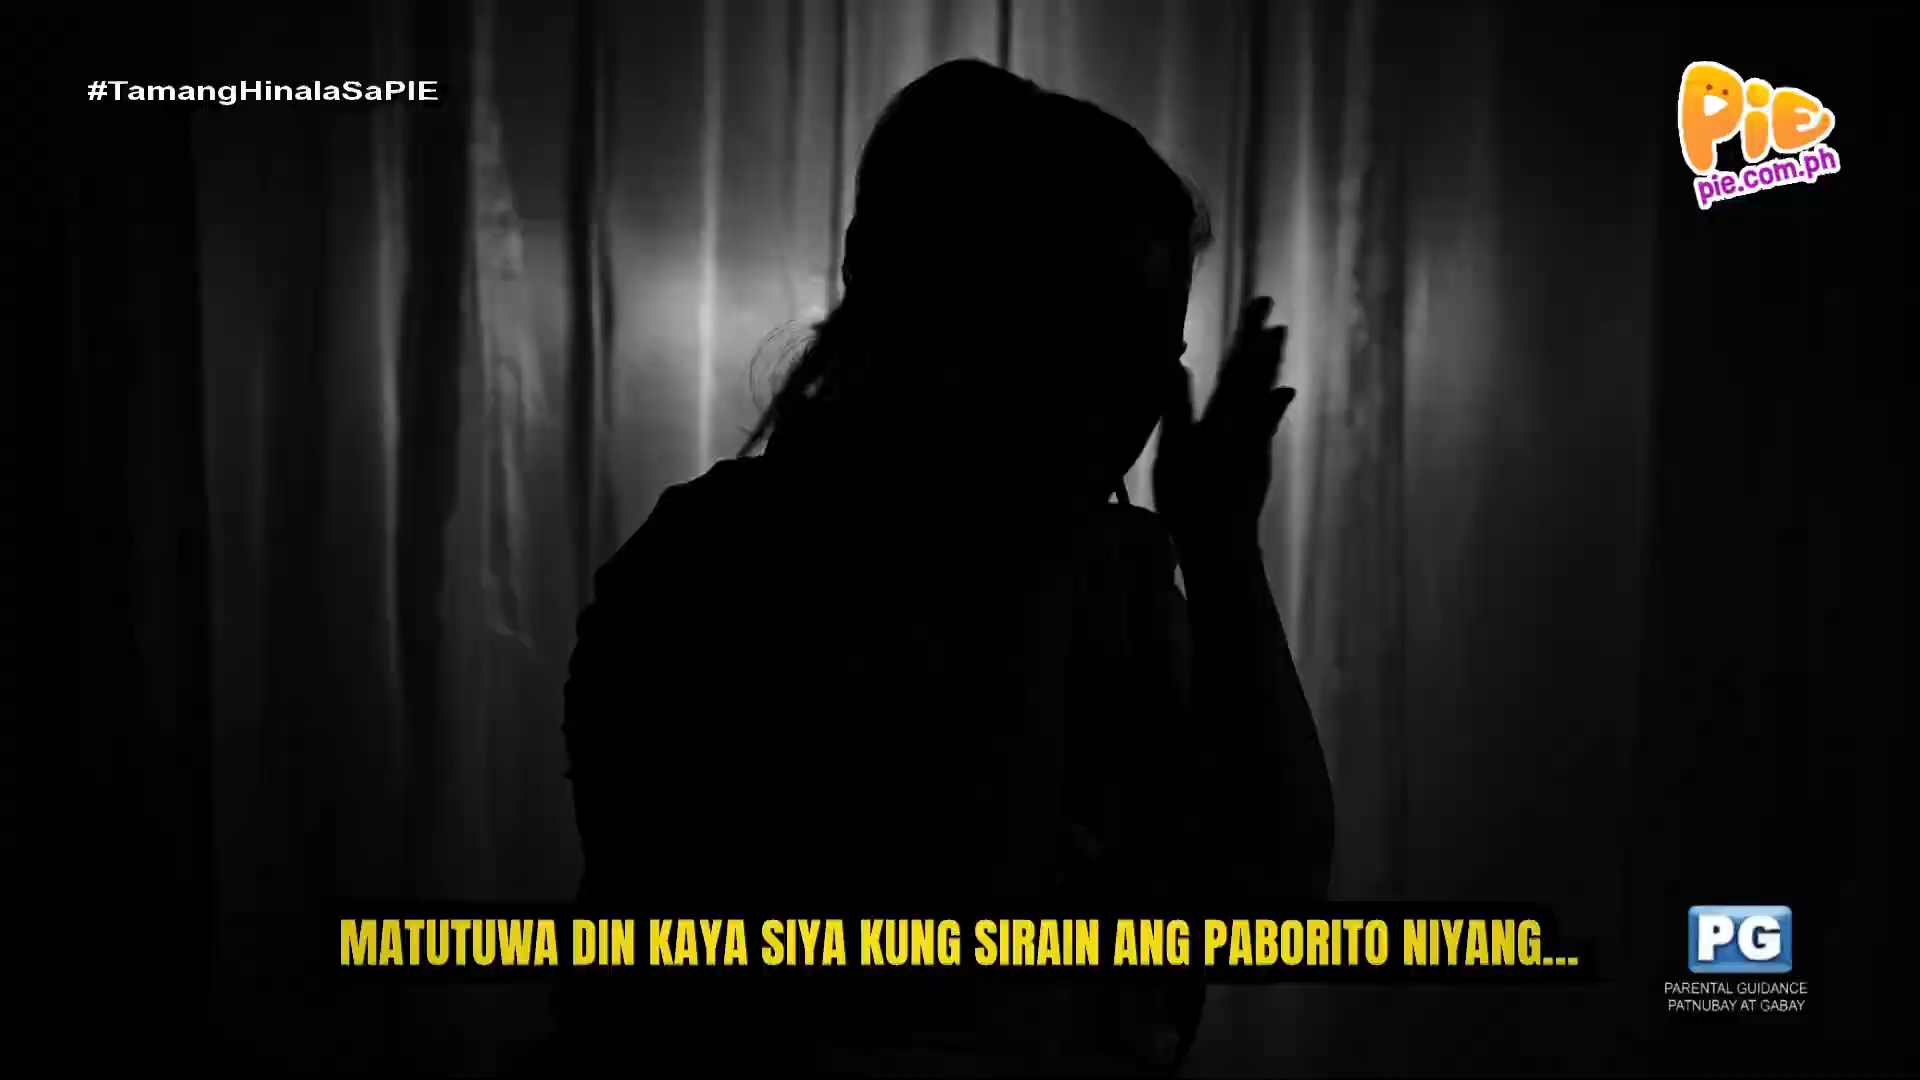 #TamangHinalaSaPIE
PiE
pie.com.ph
MATUTUWA DIN KAYA SIYA KUNG SIRAIN ANG PABORITO NIYANG...
PG
PARENTAL GUIDANCE
PATNUBAY AT GABAY